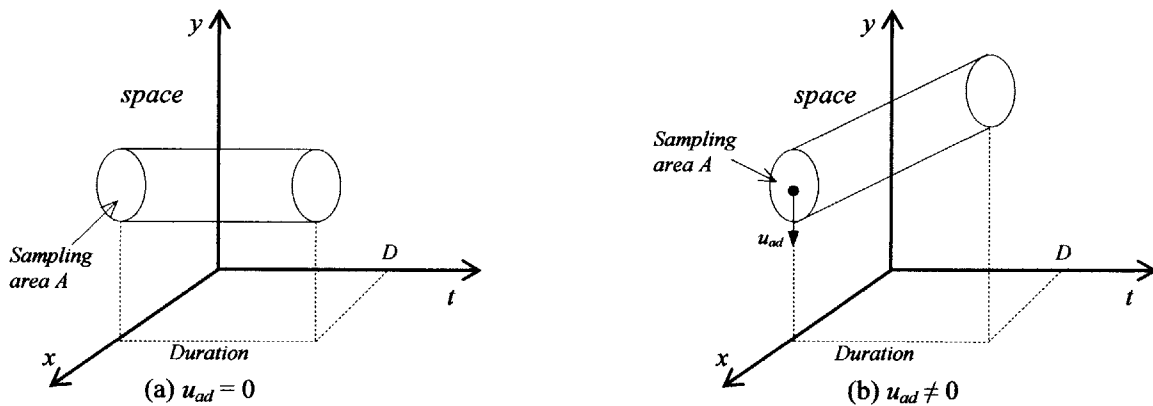 y
space
Sampling
area A
D
t
x
Duration
(a) u_ad = 0
y
space
Sampling
area A
u_ad
D
t
x
Duration
(b) u_ad ≠ 0